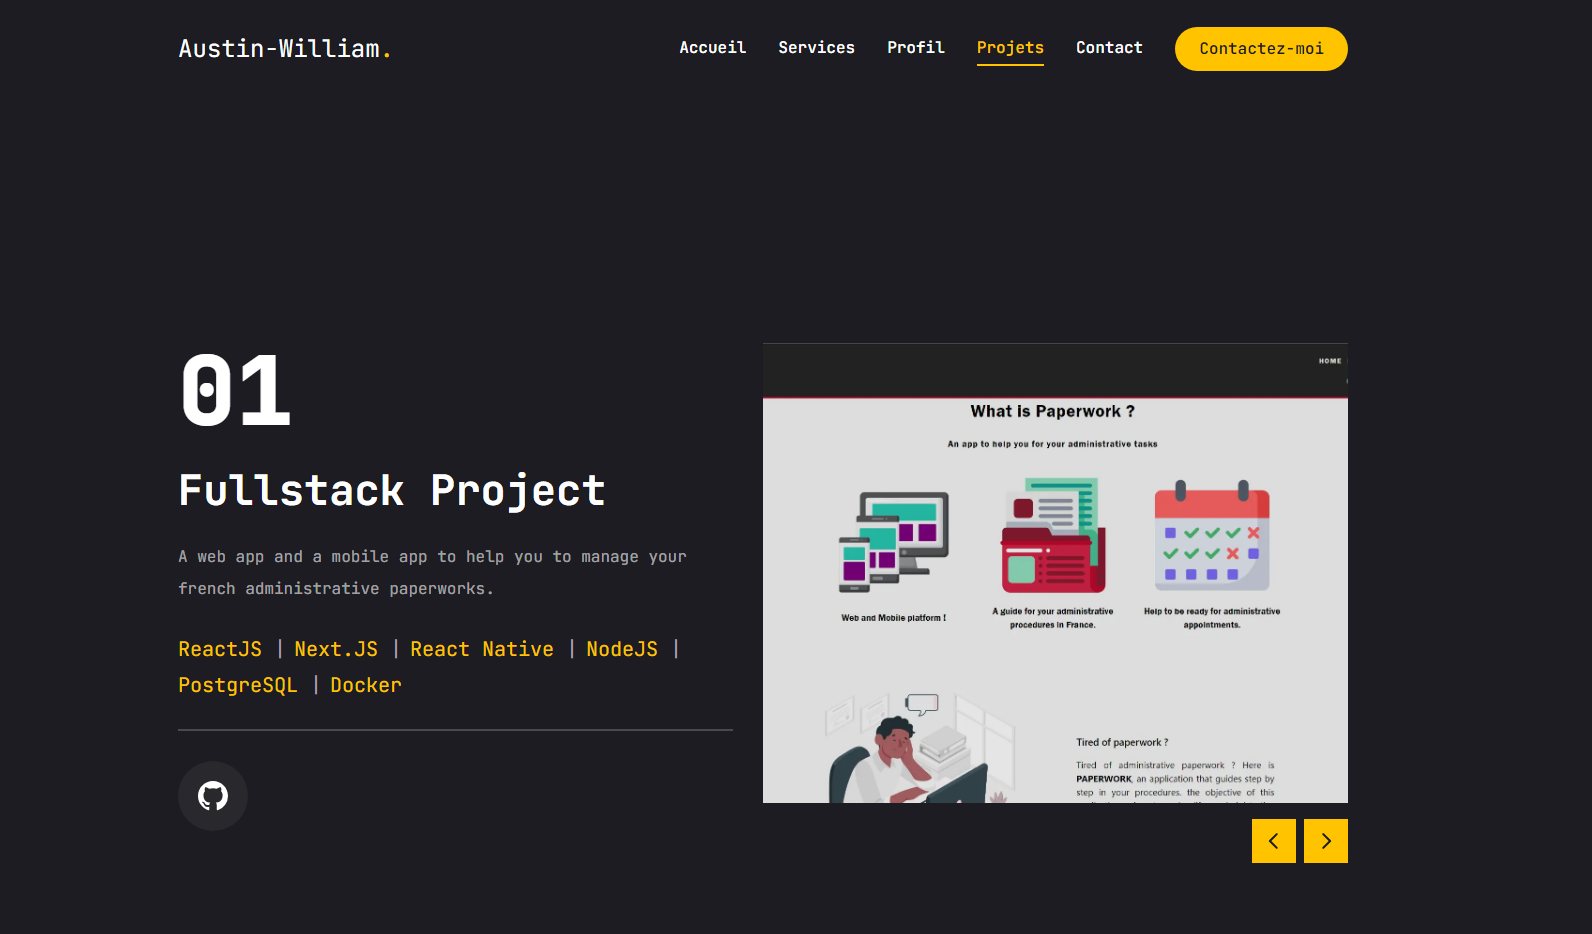 Austin-William.
Accueil Services Profil Projets Contact Contactez-moi
01
Fullstack Project
A web app and a mobile app to help you to manage your
french administrative paperworks.
ReactJS | Next.JS | React Native | NodeJS |
PostgreSQL | Docker
HOME
What is Paperwork ?
An app to help you for your administrative tasks
Web and Mobile platform !
A guide for your administrative
procedures in France.
Help to be ready for administrative
appointments.
Tired of paperwork ?
Tired of administrative paperwork ? Here is
PAPERWORK, an application that guides step by
step in your procedures. the objective of this